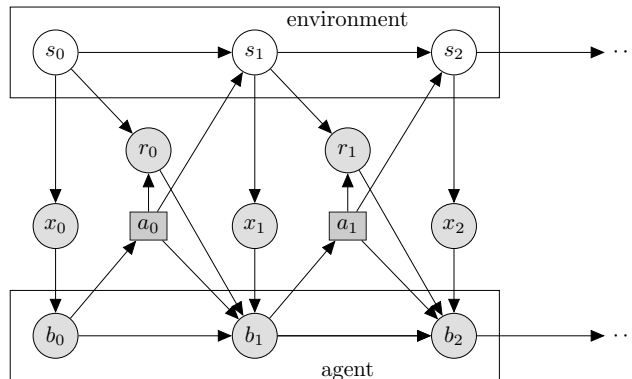 environment
s₀ s₁ s₂ ··
r₀ r₁
x₀ a₀ x₁ a₁ x₂
b₀ b₁ b₂ ··
agent